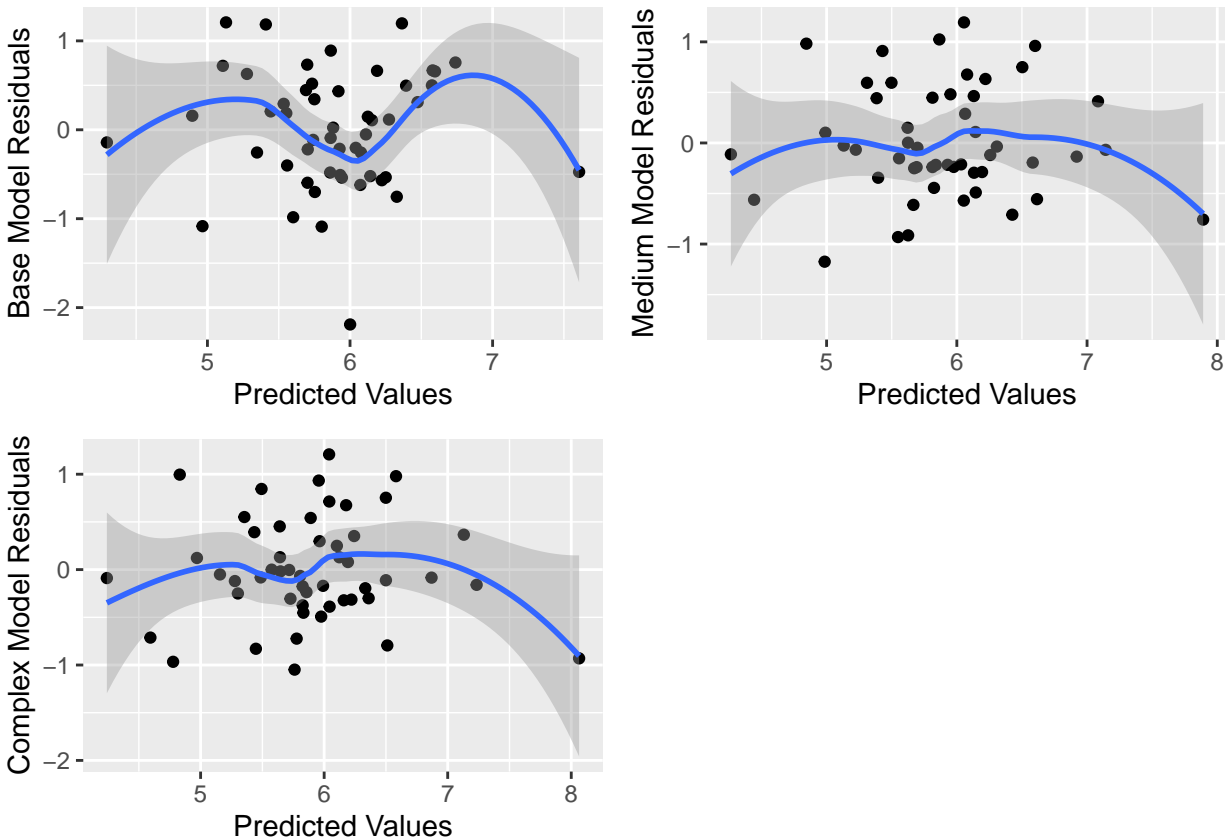 Base Model Residuals
1
0
−1
−2
5 6 7
Predicted Values
Medium Model Residuals
1
0
−1
5 6 7 8
Predicted Values
Complex Model Residuals
1
0
−1
−2
5 6 7 8
Predicted Values